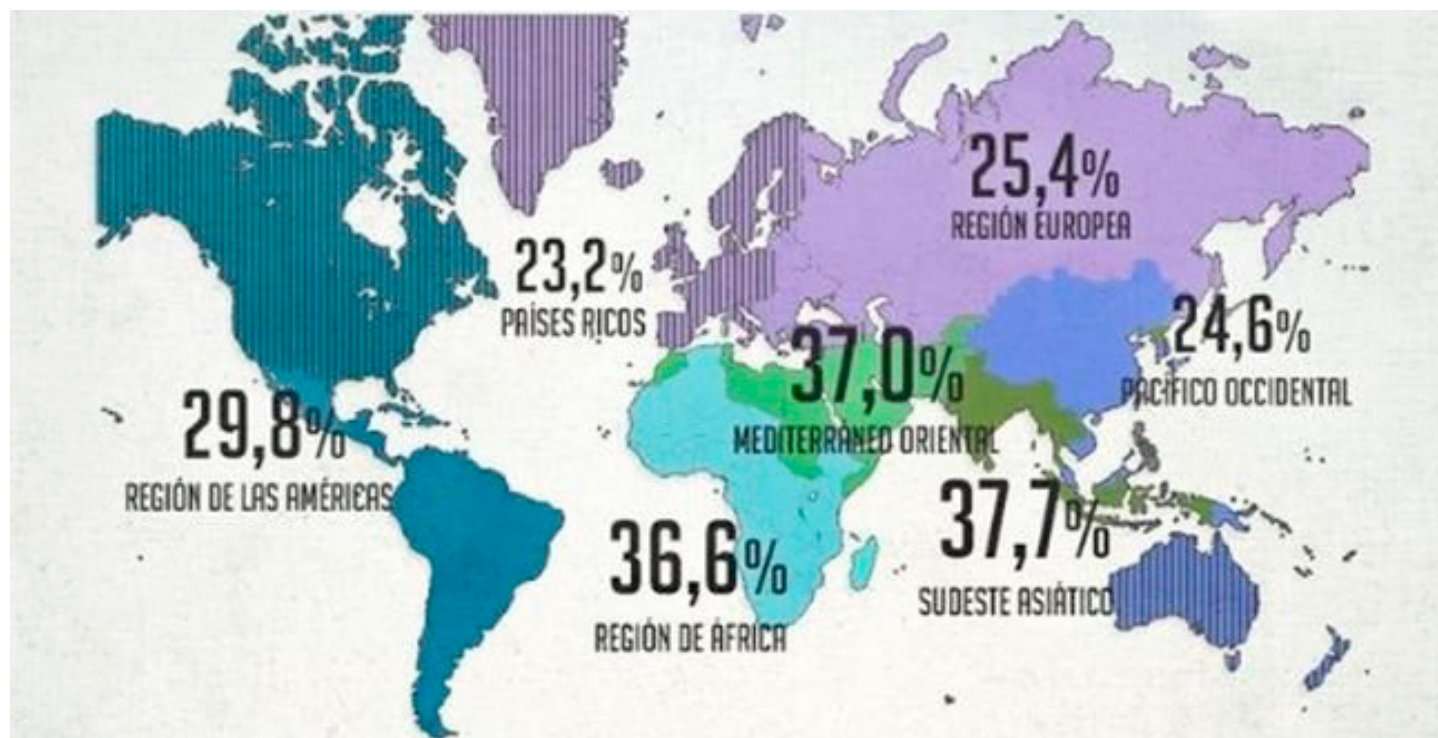 25,4%
REGIÓN EUROPEA
23,2%
PAÍSES RICOS
24,6%
PACÍFICO OCCIDENTAL
37,0%
MEDITERRÁNEO ORIENTAL
29,8%
REGIÓN DE LAS AMÉRICAS
37,7%
SUDESTE ASIÁTICO
36,6%
REGIÓN DE ÁFRICA